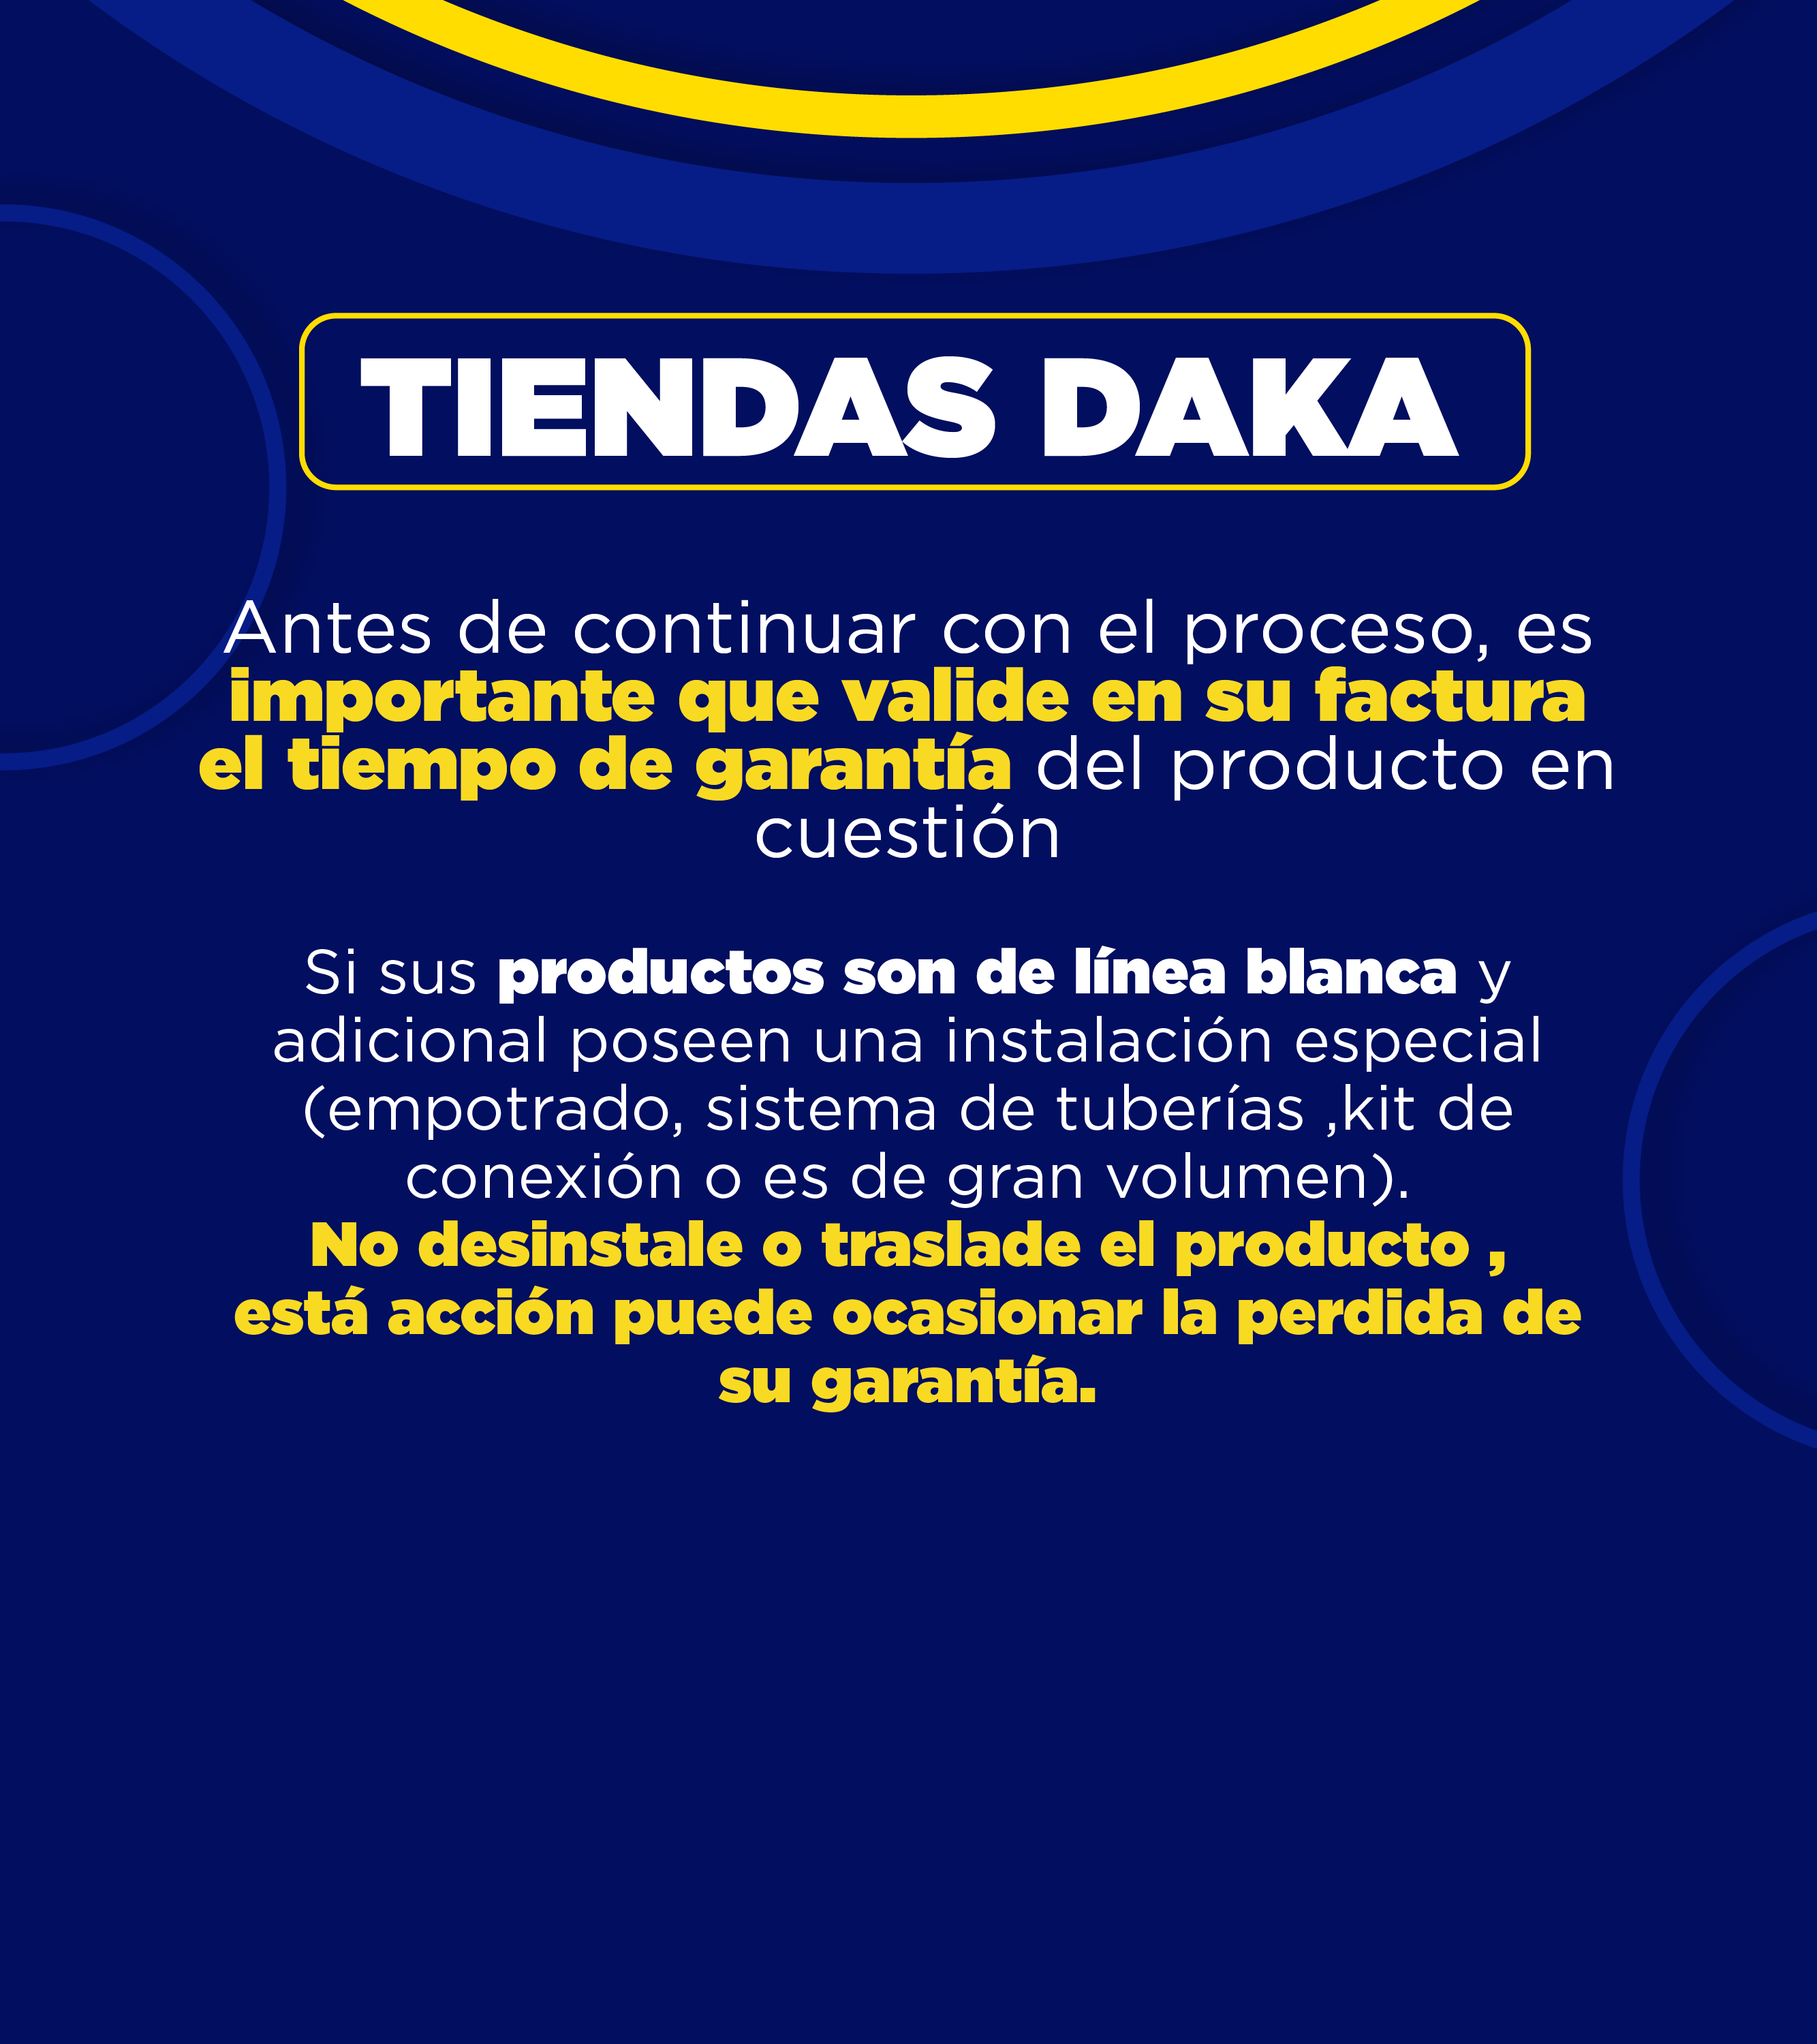 TIENDAS DAKA
Antes de continuar con el proceso, es
importante que valide en su factura
el tiempo de garantía del producto en
cuestión
Si sus productos son de línea blanca y
adicional poseen una instalación especial
(empotrado, sistema de tuberías ,kit de
conexión o es de gran volumen).
No desinstale o traslade el producto ,
está acción puede ocasionar la perdida de
su garantía.